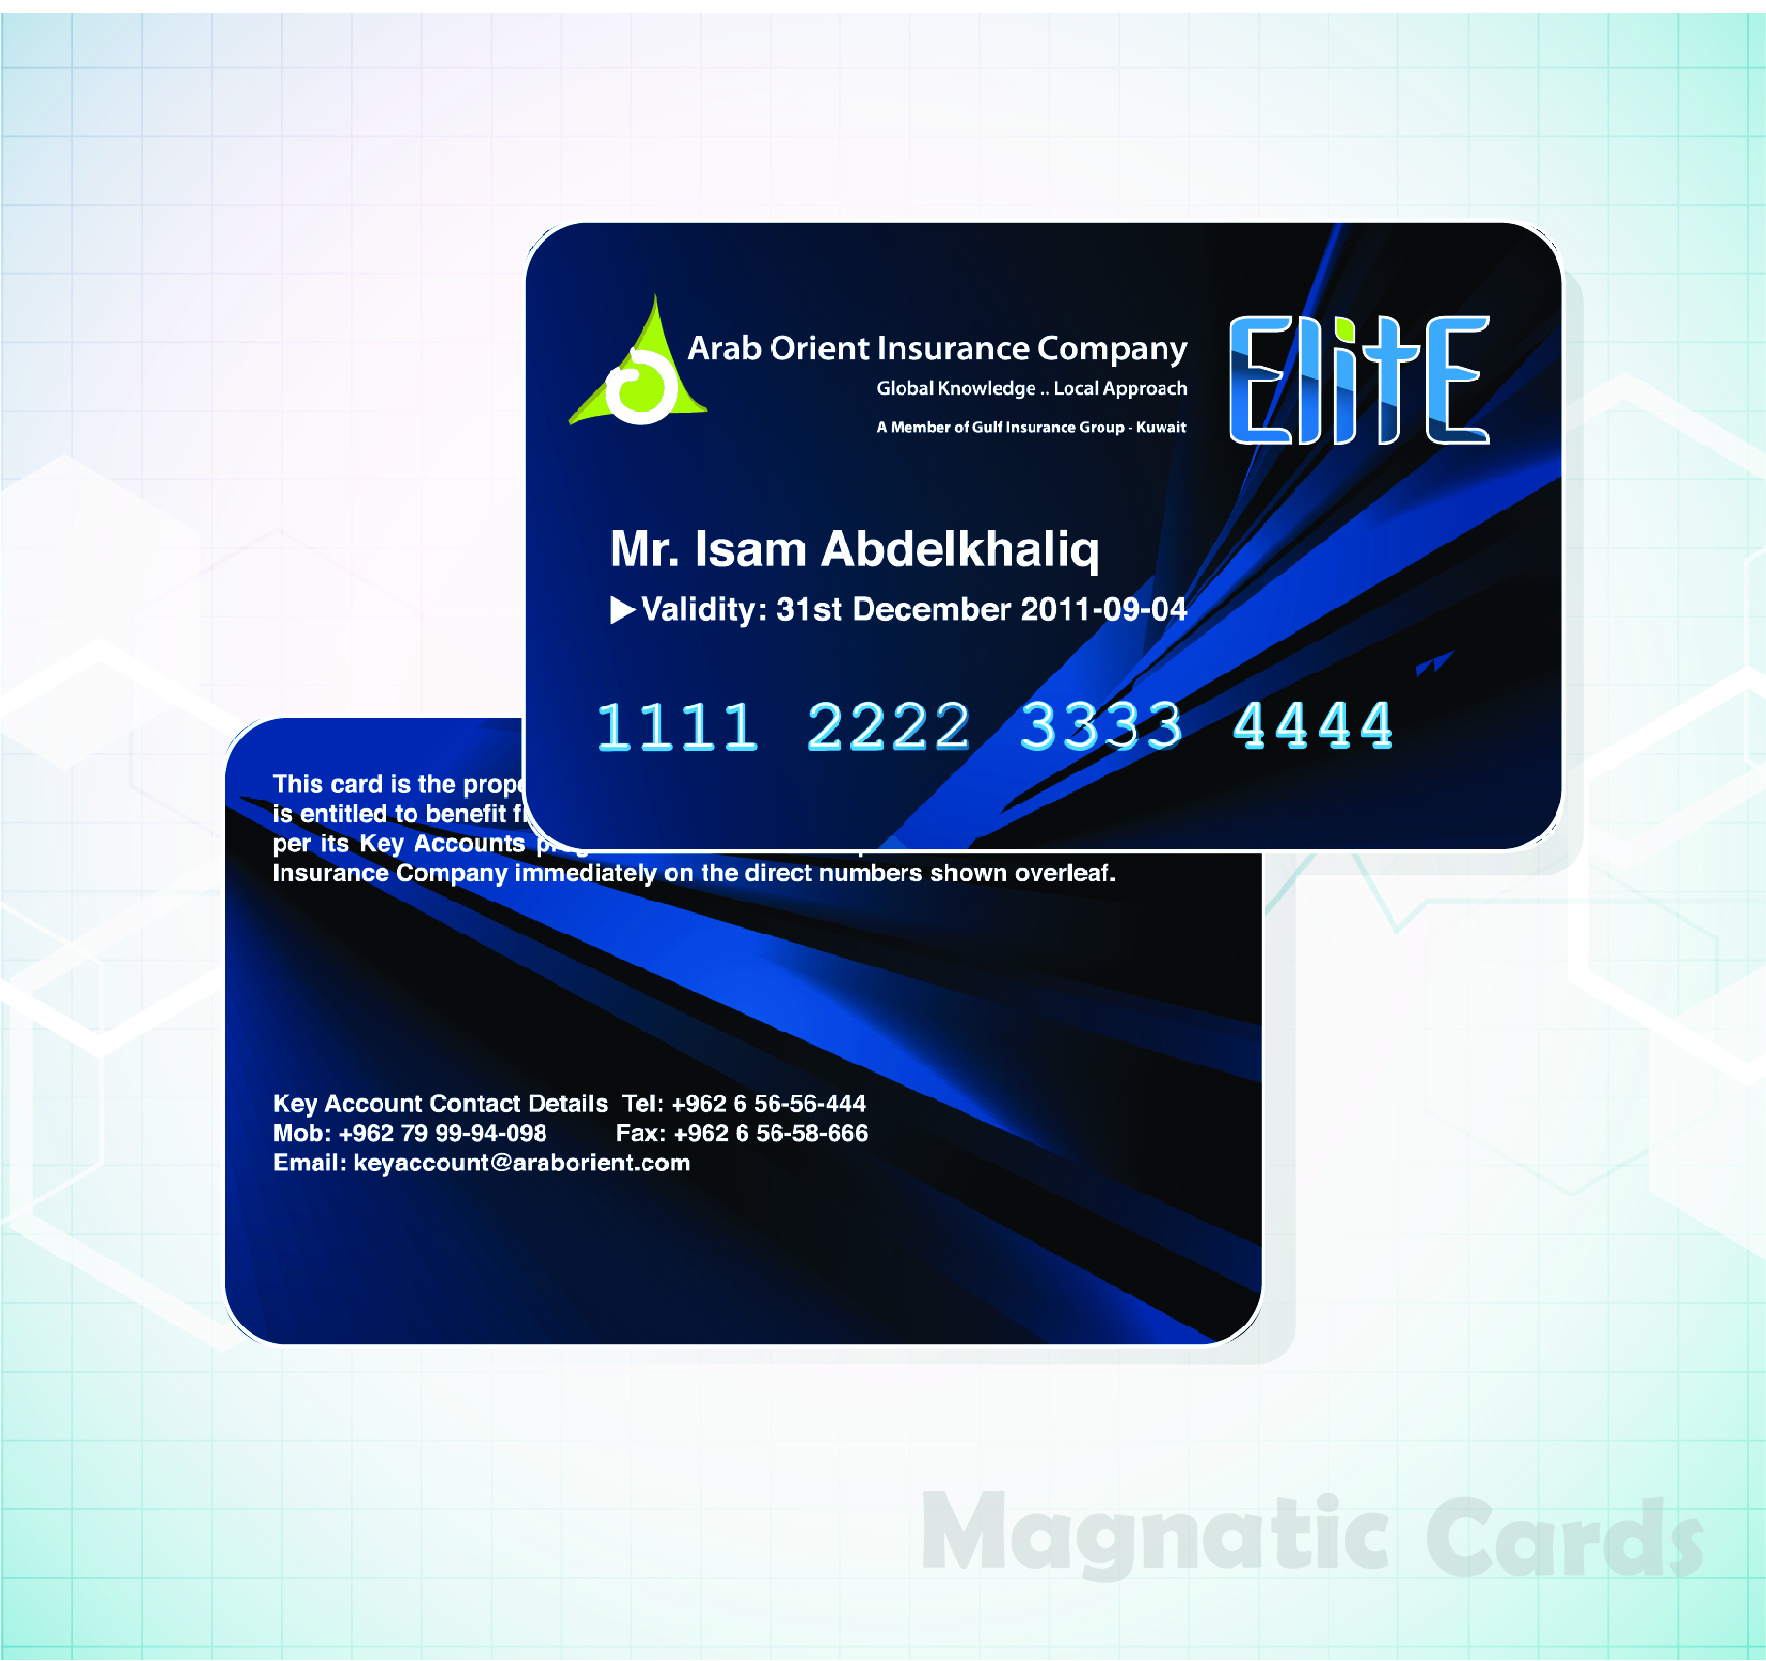 Arab Orient Insurance Company
Global Knowledge .. Local Approach
A Member of Gulf Insurance Group - Kuwait
ElitE
Mr. Isam Abdelkhaliq
Validity: 31st December 2011-09-04
1111 2222 3333 4444
This card is the
is entitled to benefit
per its Key Accounts
Insurance Company immediately on the direct numbers shown overleaf.
Key Account Contact Details Tel: +962 6 56-56-444
Mob: +962 79 99-94-098 Fax: +962 6 56-58-666
Email: keyaccount@araborient.com
Magnatic Cards